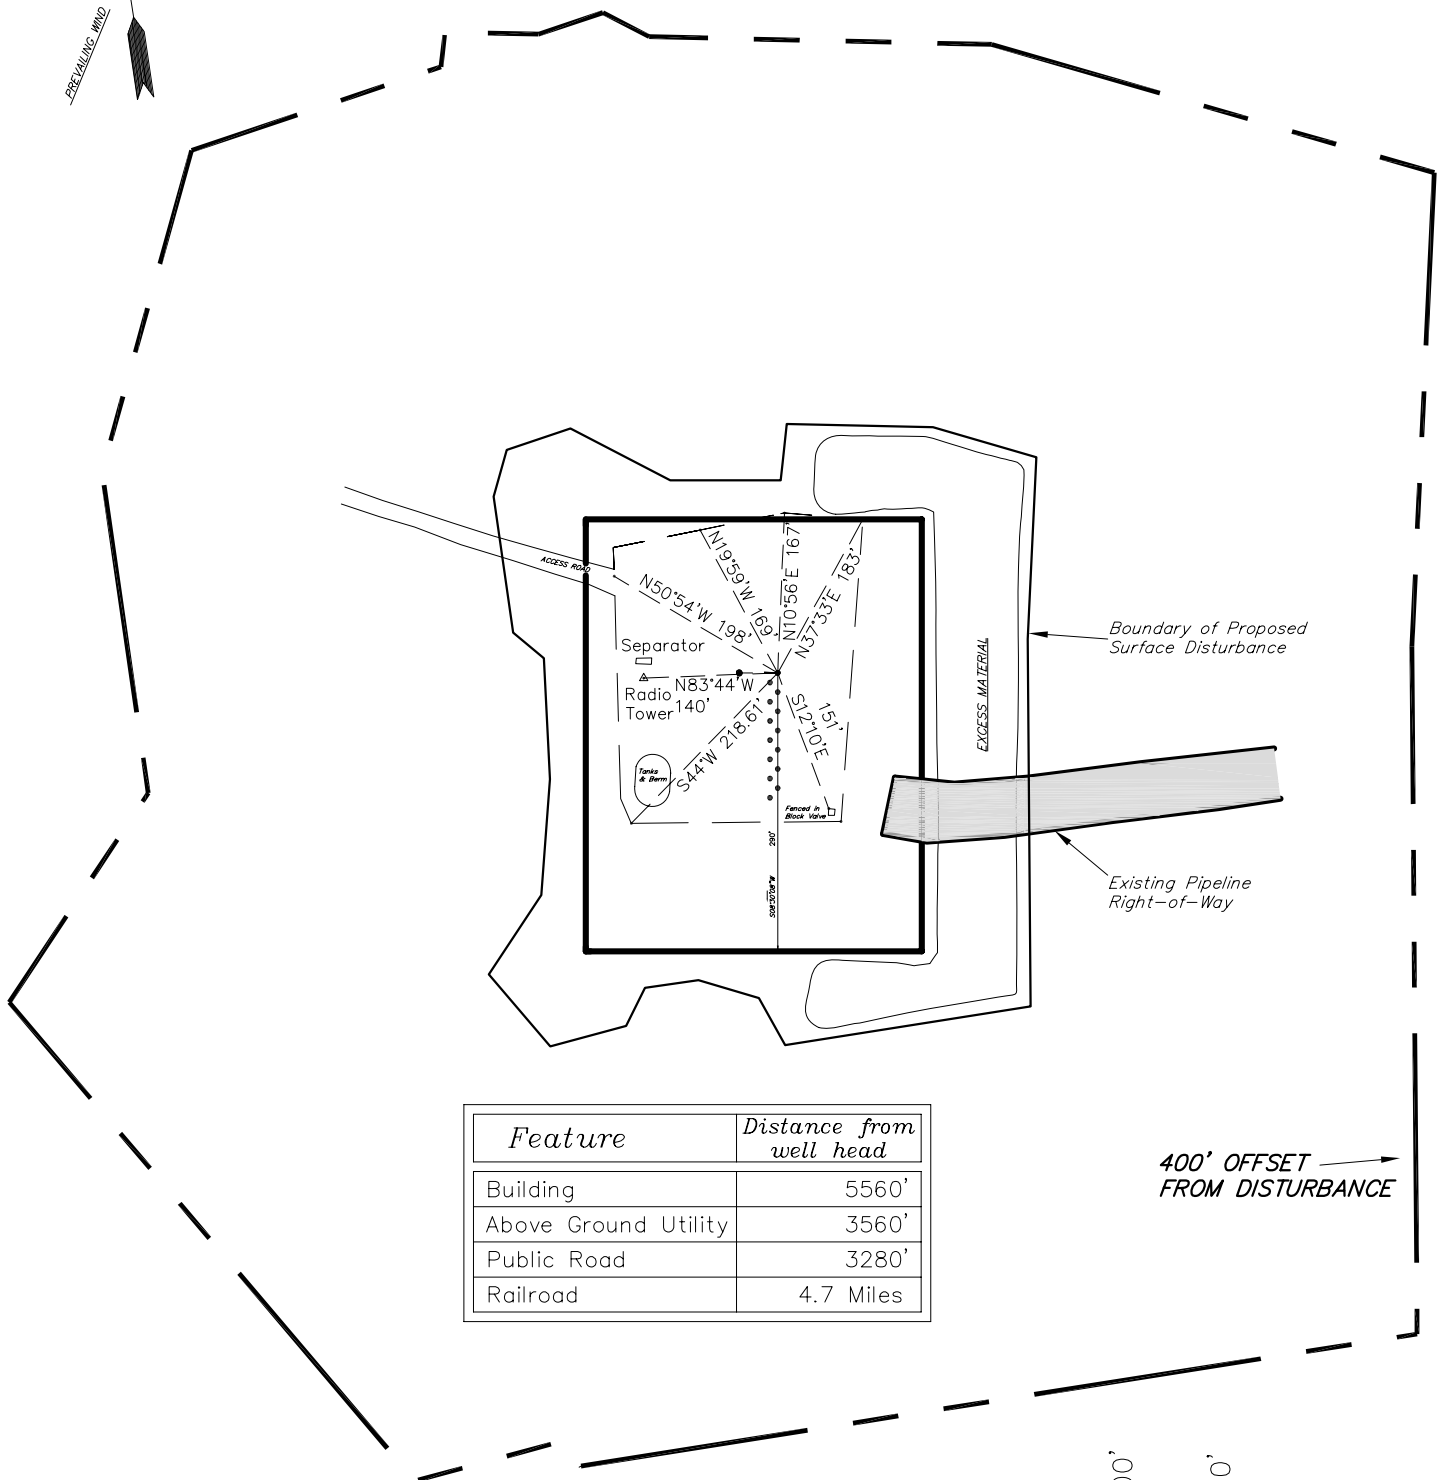 PREVAILING WIND
ACCESS ROAD
N50°54'W 198'
N19°59'W 169'
N10°56'E 167'
N37°33'E 183'
Separator
Radio
Tower
N83°44'W
140'
S44°W 218.61'
S12°10'E
151'
Tanks
& Berm
Fenced in
Block Valve
290'
EXCESS MATERIAL
Boundary of Proposed
Surface Disturbance
Existing Pipeline
Right-of-Way
Feature
Distance from
well head
Building 5560'
Above Ground Utility 3560'
Public Road 3280'
Railroad 4.7 Miles
400' OFFSET
FROM DISTURBANCE